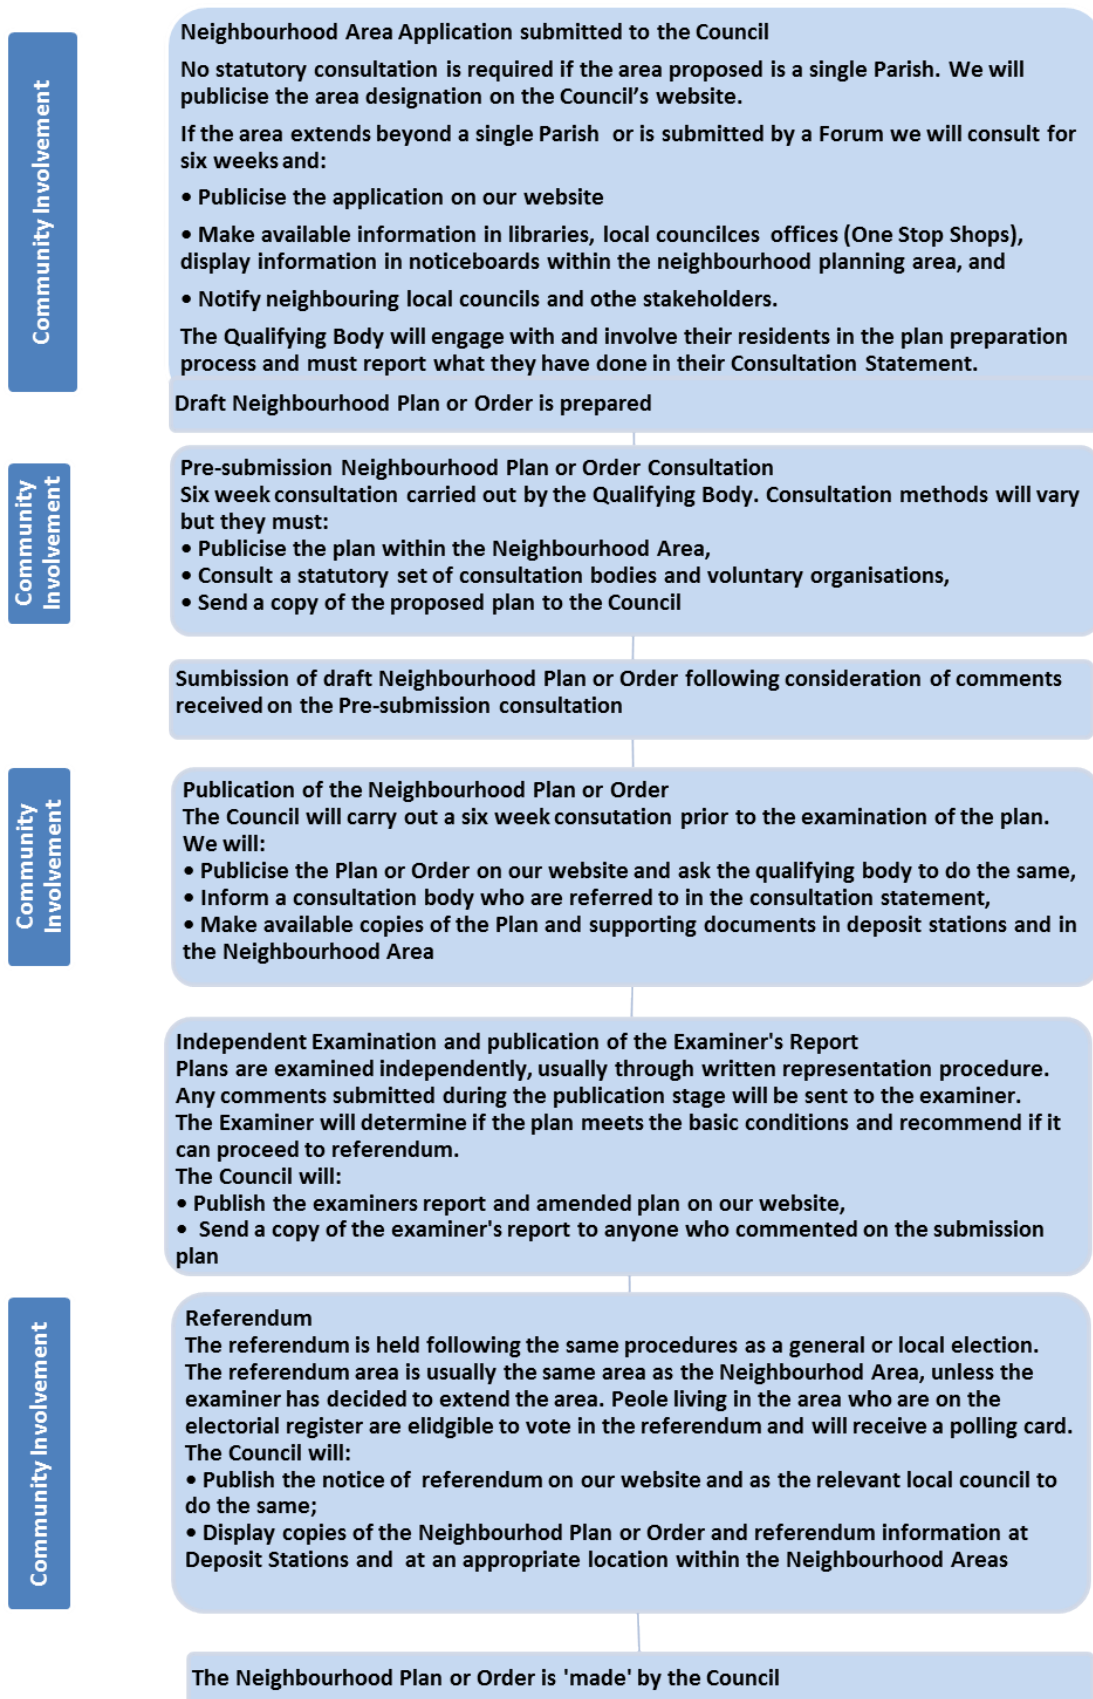 Community Involvement
Neighbourhood Area Application submitted to the Council
No statutory consultation is required if the area proposed is a single Parish. We will
publicise the area designation on the Council's website.
If the area extends beyond a single Parish  or is submitted by a Forum we will consult for
six weeks and:
• Publicise the application on our website
• Make available information in libraries, local councilces  offices (One Stop Shops),
display information in noticeboards within the neighbourhood planning area, and
• Notify neighbouring local councils and othe stakeholders.
The Qualifying Body will engage with and involve their residents in the plan preparation
process and must report what they have done in their Consultation Statement.
Draft Neighbourhood Plan or Order is prepared
Community
Involvement
Pre-submission Neighbourhood Plan or Order Consultation
Six week consultation carried out by the Qualifying Body. Consultation methods will vary
but they must:
• Publicise the plan within the Neighbourhood Area,
• Consult a statutory set of consultation bodies and voluntary organisations,
• Send a copy of the proposed plan to the Council
Sumbission of draft Neighbourhood Plan or Order following consideration of comments
received on the Pre-submission consultation
Community
Involvement
Publication of the Neighbourhood Plan or Order
The Council will carry out a six week consutation prior to the examination of the plan.
We will:
• Publicise the Plan or Order on our website and ask the qualifying body to do the same,
• Inform a consultation body who are referred to in the consultation statement,
• Make available copies of the Plan and supporting documents in deposit stations and in
the Neighbourhood Area
Independent Examination and publication of the Examiner's Report
Plans are examined independently, usually through written representation procedure.
Any comments submitted during the publication stage will be sent to the examiner.
The Examiner will determine if the plan meets the basic conditions and recommend if it
can proceed to referendum.
The Council will:
• Publish the examiners report and amended plan on our website,
•  Send a copy of the examiner's report to anyone who commented on the submission
plan
Community Involvement
Referendum
The referendum is held following the same procedures as a general or local election.
The referendum area is usually the same area as the Neighbourhod Area, unless the
examiner has decided to extend the area. Peole living in the area who are on the
electorial register are elidgible to vote in the referendum and will receive a polling card.
The Council will:
• Publish the notice of  referendum on our website and as the relevant local council to
do the same;
• Display copies of the Neighbourhod Plan or Order and referendum information at
Deposit Stations and  at an appropriate location within the Neighbourhood Areas
The Neighbourhood Plan or Order is 'made' by the Council